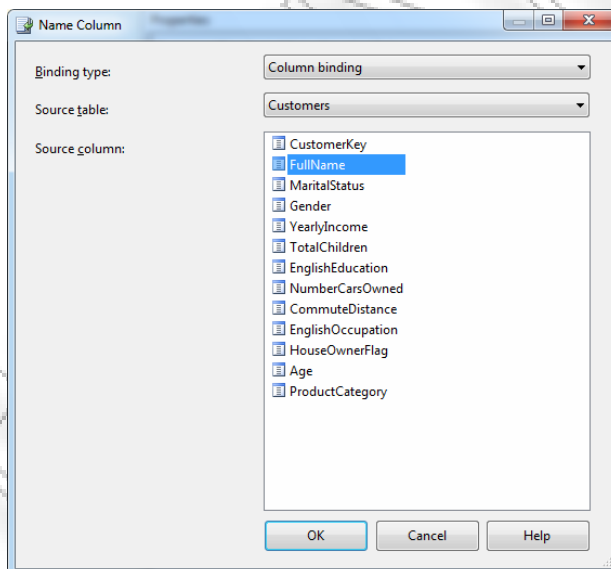 Name Column
Binding type:
Column binding
Source table:
Customers
Source column:
CustomerKey
FullName
MaritalStatus
Gender
YearlyIncome
TotalChildren
EnglishEducation
NumberCarsOwned
CommuteDistance
EnglishOccupation
HouseOwnerFlag
Age
ProductCategory
OK
Cancel
Help